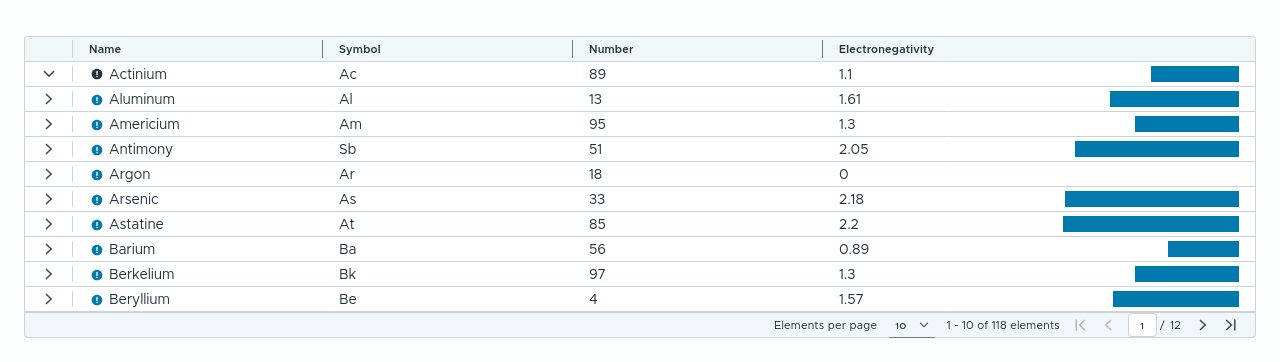 Name Symbol Number Electronegativity
Actinium Ac 89 1.1
Aluminum Al 13 1.61
Americium Am 95 1.3
Antimony Sb 51 2.05
Argon Ar 18 0
Arsenic As 33 2.18
Astatine At 85 2.2
Barium Ba 56 0.89
Berkelium Bk 97 1.3
Beryllium Be 4 1.57
Elements per page 10 1 - 10 of 118 elements 1 / 12